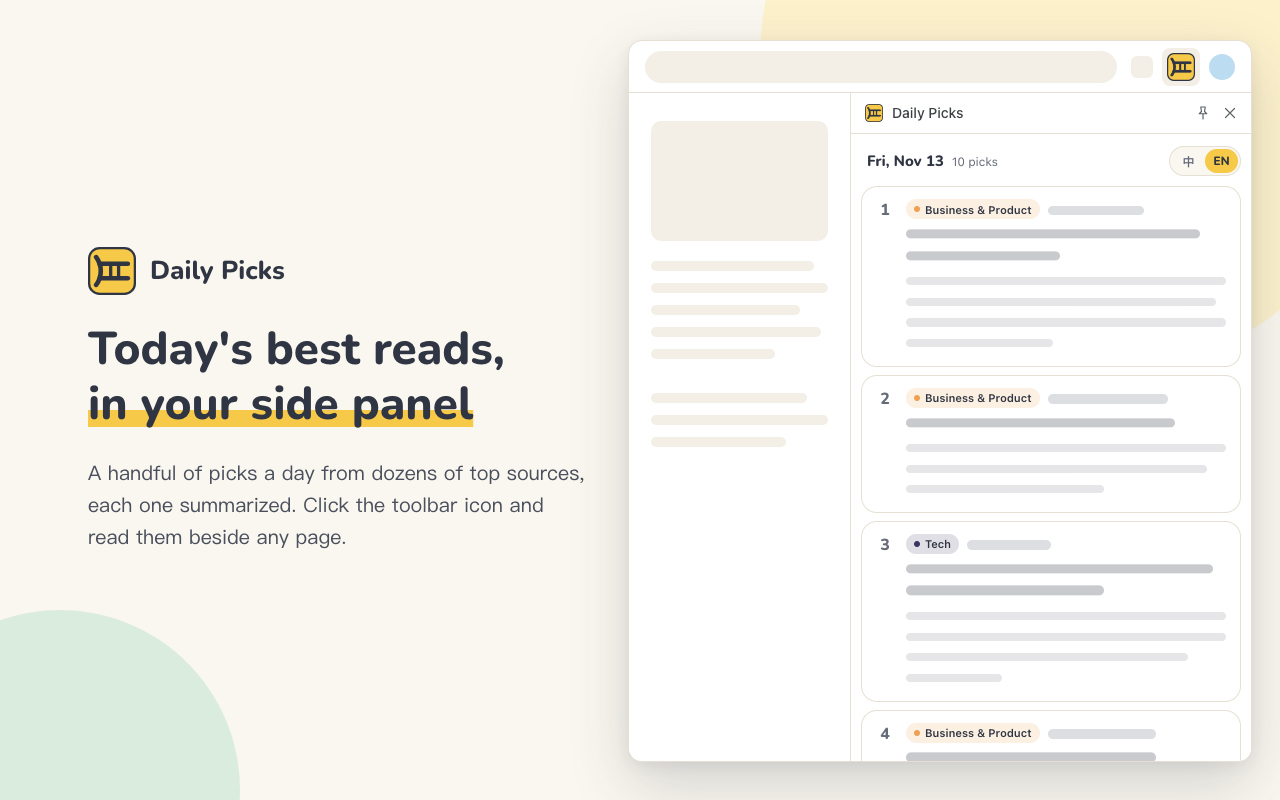 Daily Picks
Today's best reads,
in your side panel
A handful of picks a day from dozens of top sources,
each one summarized. Click the toolbar icon and
read them beside any page.
Daily Picks
Fri, Nov 13 10 picks 中 EN
1 Business & Product
2 Business & Product
3 Tech
4 Business & Product